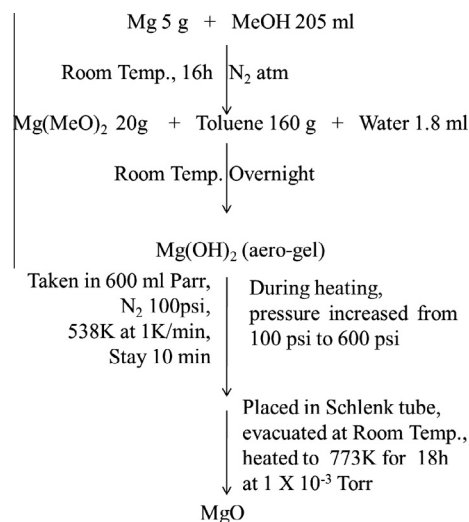 Mg 5 g + MeOH 205 ml
Room Temp., 16h N₂ atm
Mg(MeO)₂ 20g + Toluene 160 g + Water 1.8 ml
Room Temp. Overnight
Mg(OH)₂ (aero-gel)
Taken in 600 ml Parr,
N₂ 100psi,
538K at 1K/min,
Stay 10 min
During heating,
pressure increased from
100 psi to 600 psi
Placed in Schlenk tube,
evacuated at Room Temp.,
heated to 773K for 18h
at 1 X 10⁻³ Torr
MgO